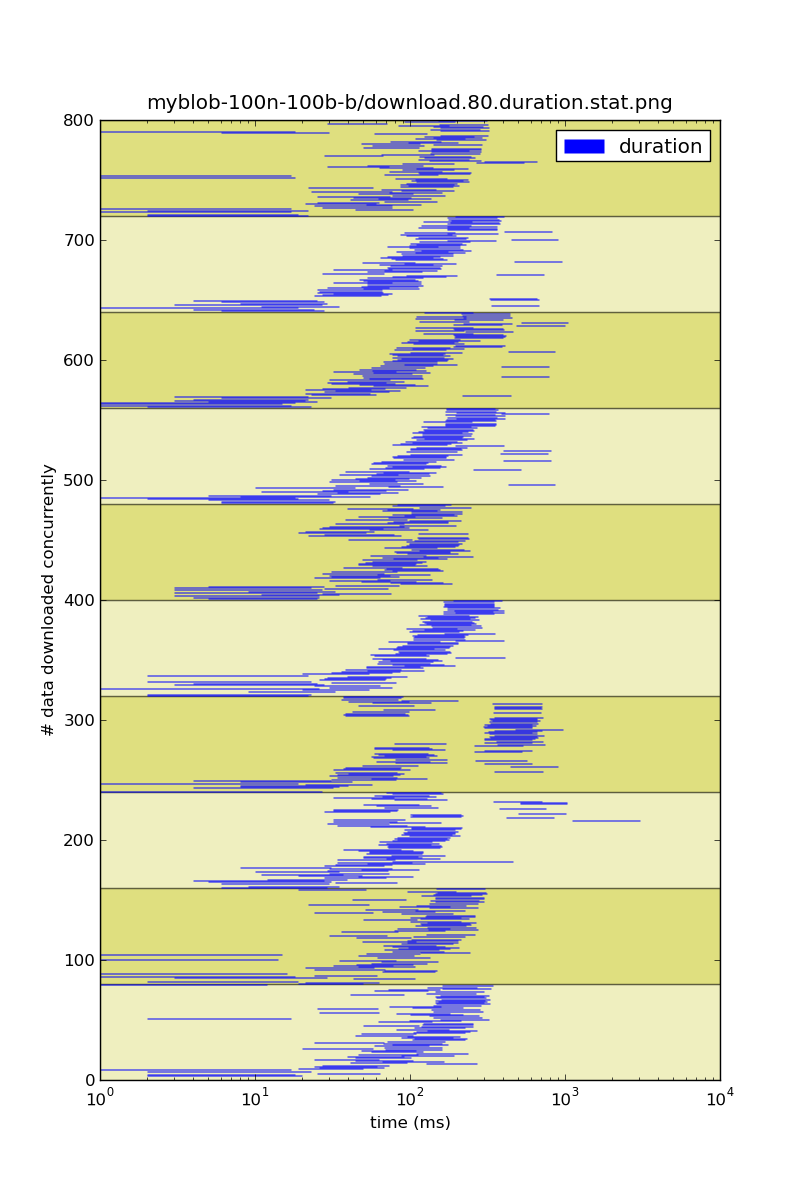 myblob-100n-100b-b/download.80.duration.stat.png
duration
800
700
600
500
400
300
200
100
0
# data downloaded concurrently
10⁰ 10¹ 10² 10³ 10⁴
time (ms)